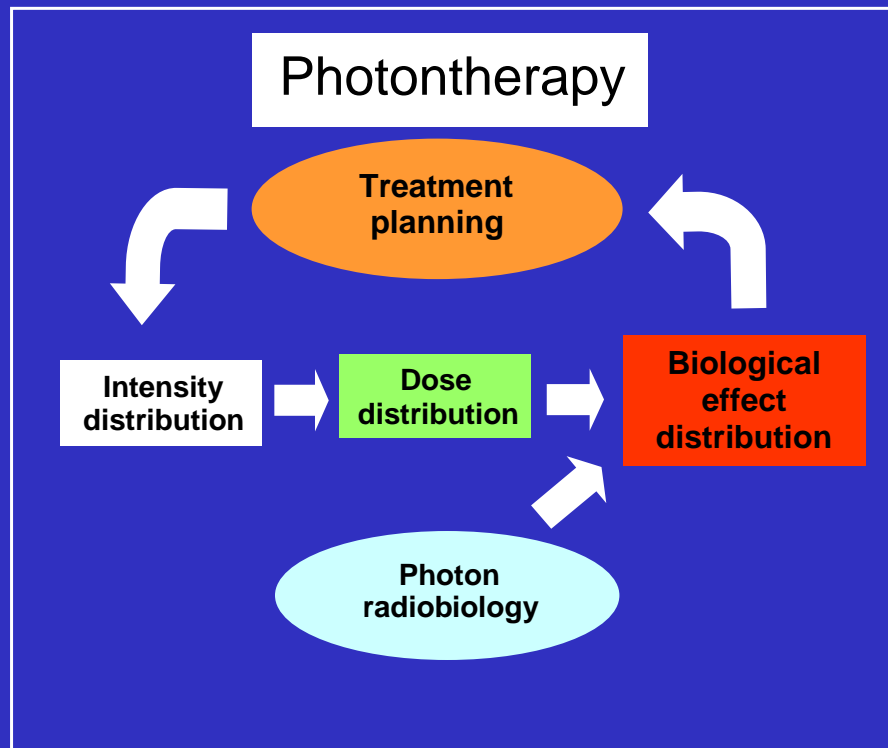 Photontherapy
Treatment
planning
Intensity
distribution
Dose
distribution
Biological
effect
distribution
Photon
radiobiology